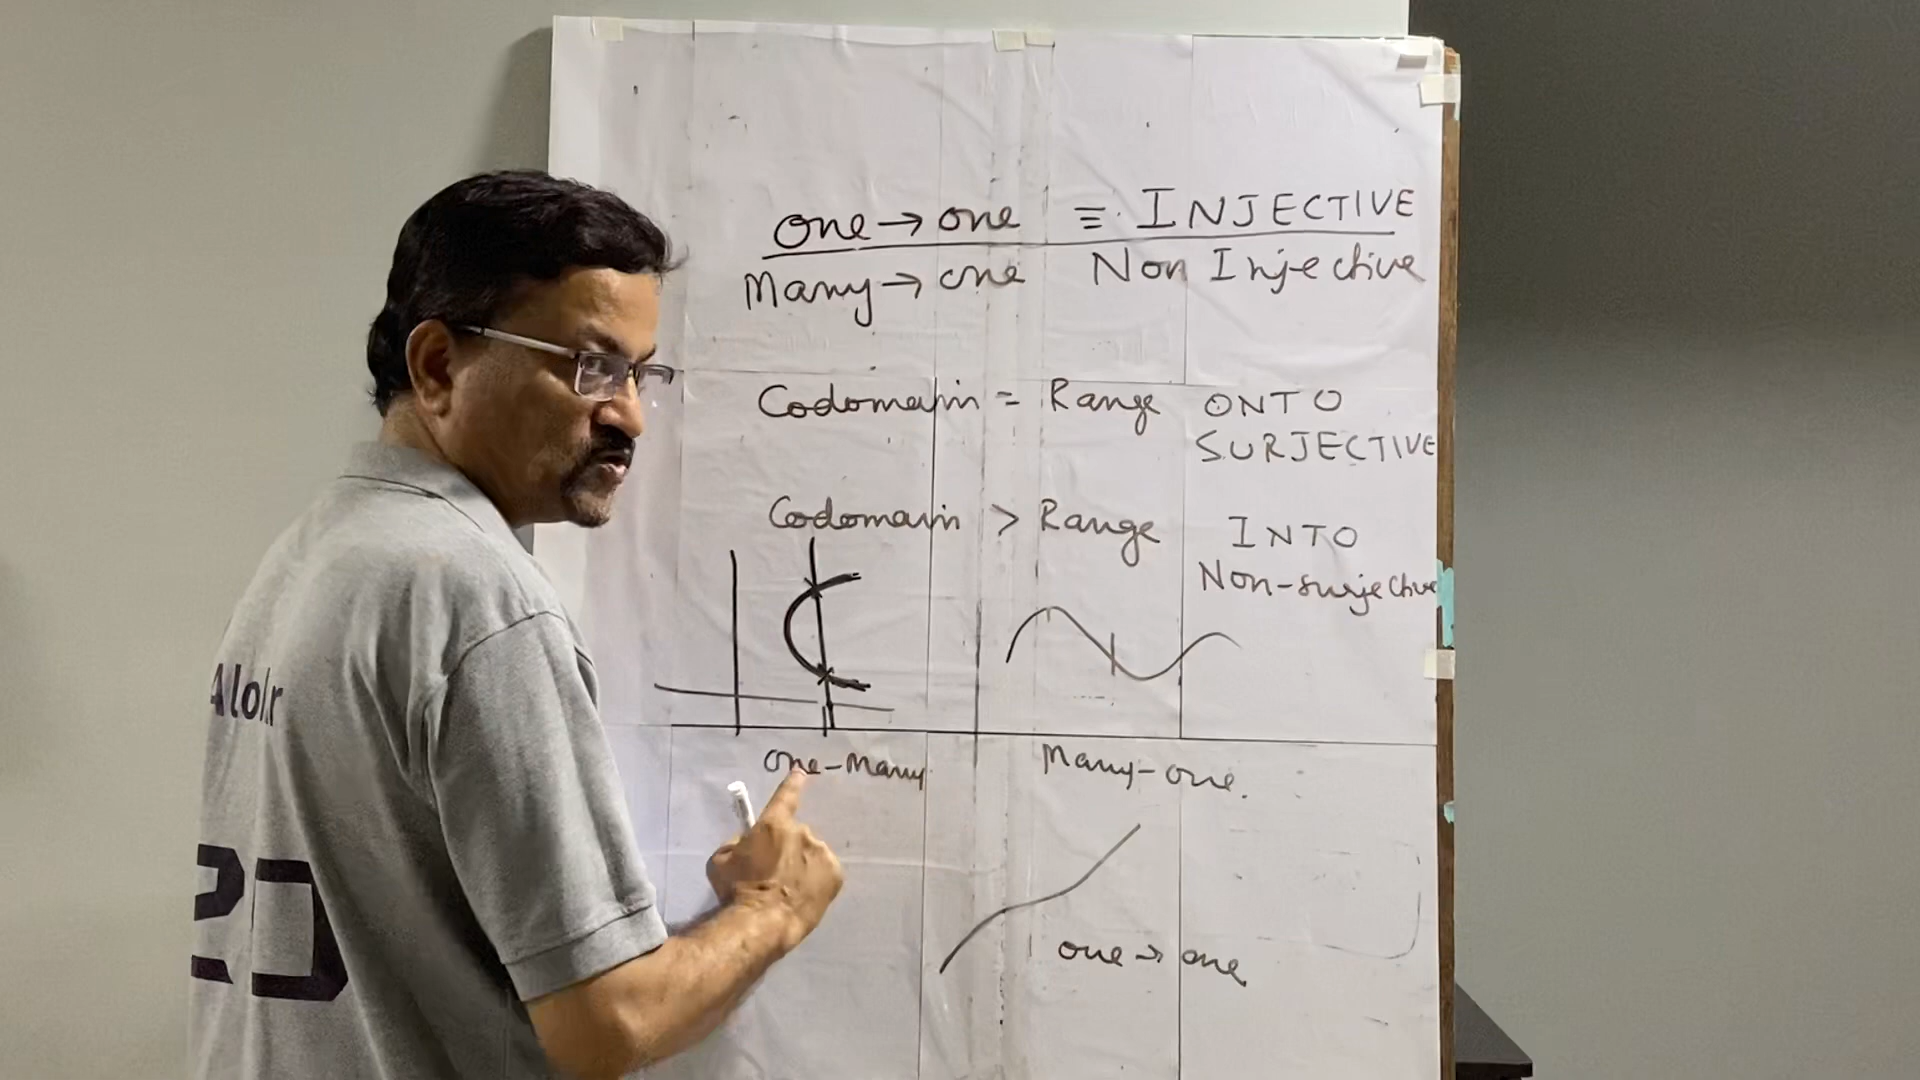 One → one ≡ INJECTIVE
Many → one Non Injective
Codomain = Range ONTO
SURJECTIVE
Codomain > Range INTO
Non-surjective
One-Many
Many-one.
one → one
20